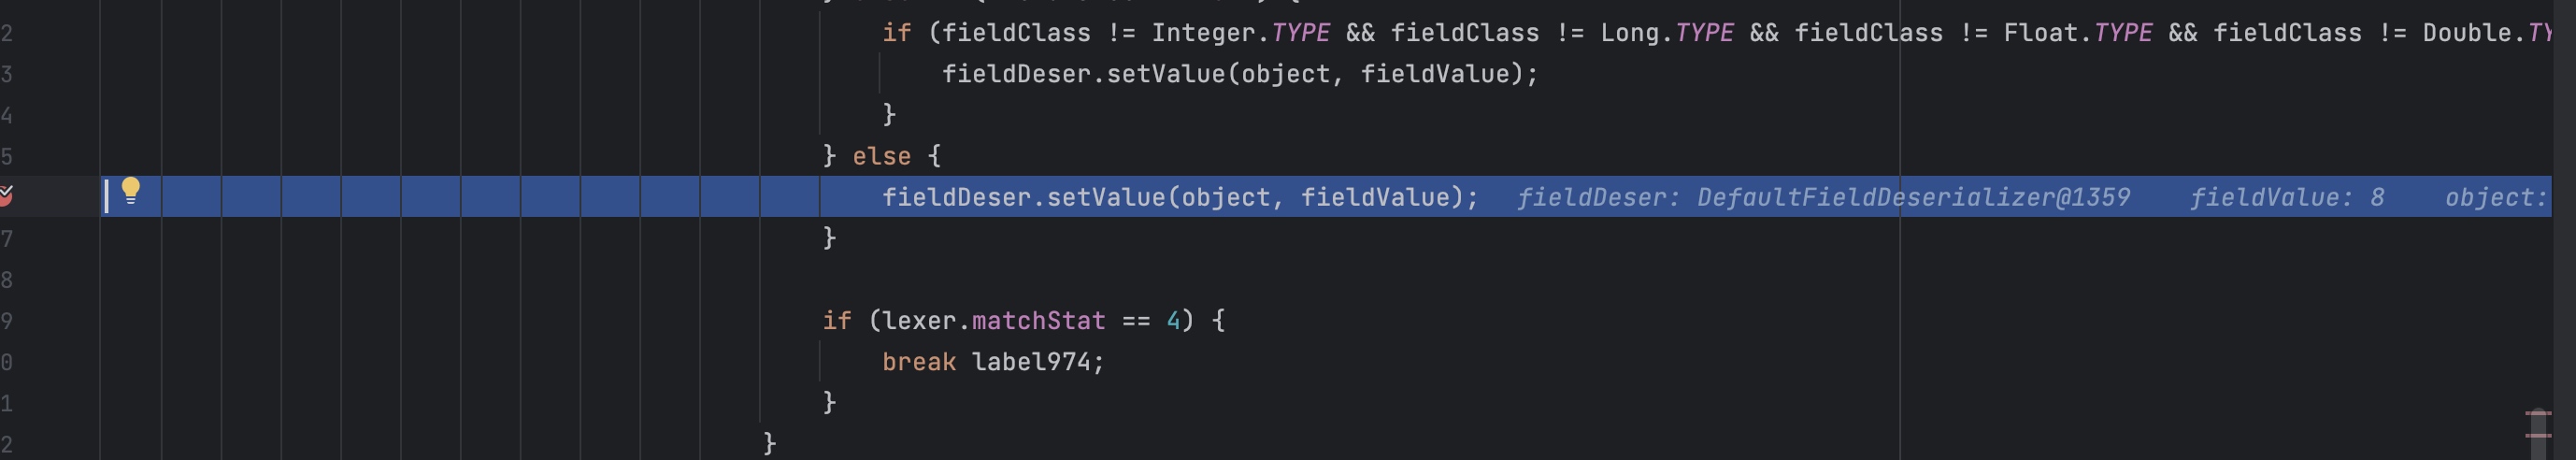 2 if (fieldClass != Integer.TYPE && fieldClass != Long.TYPE && fieldClass != Float.TYPE && fieldClass != Double.TY
3 fieldDeser.setValue(object, fieldValue);
4 }
5 } else {
fieldDeser.setValue(object, fieldValue); fieldDeser: DefaultFieldDeserializer@1359 fieldValue: 8 object:
7 }
8
9 if (lexer.matchStat == 4) {
0 break label974;
1 }
2 }